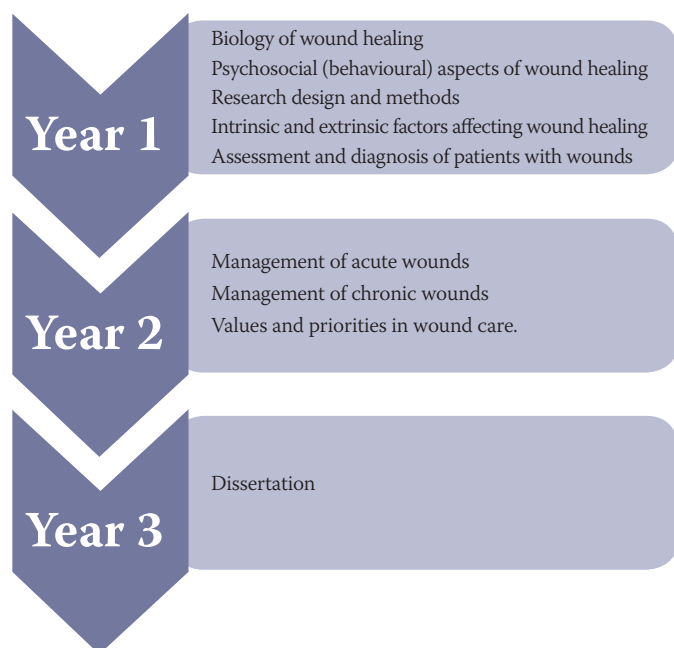 Year 1
Biology of wound healing
Psychosocial (behavioural) aspects of wound healing
Research design and methods
Intrinsic and extrinsic factors affecting wound healing
Assessment and diagnosis of patients with wounds
Year 2
Management of acute wounds
Management of chronic wounds
Values and priorities in wound care.
Year 3
Dissertation